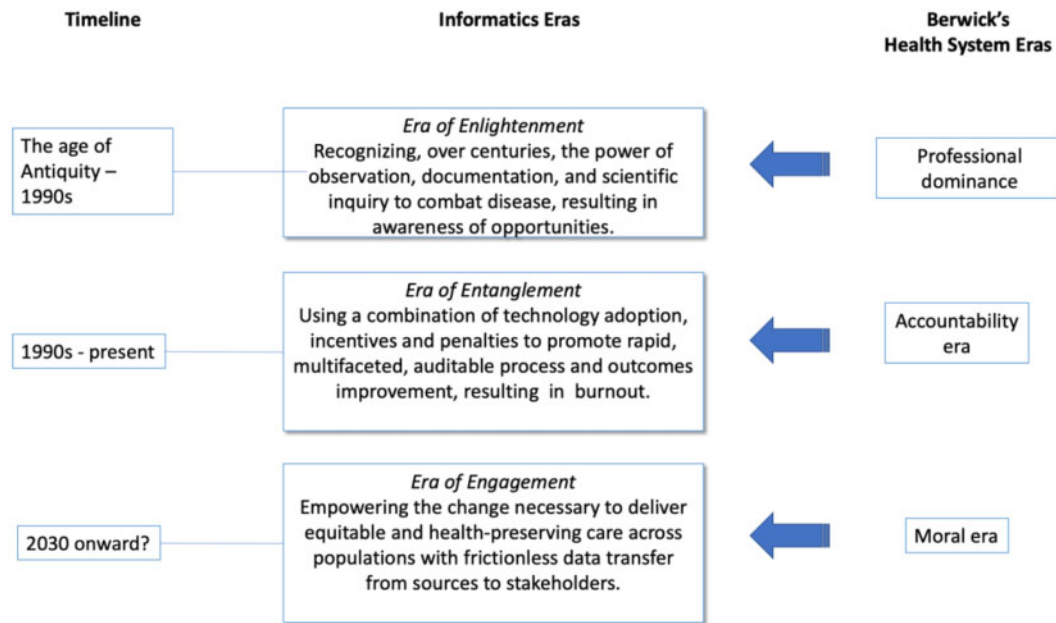 Timeline
Informatics Eras
Berwick's
Health System Eras
The age of
Antiquity –
1990s
Era of Enlightenment
Recognizing, over centuries, the power of
observation, documentation, and scientific
inquiry to combat disease, resulting in
awareness of opportunities.
Professional
dominance
1990s - present
Era of Entanglement
Using a combination of technology adoption,
incentives and penalties to promote rapid,
multifaceted, auditable process and outcomes
improvement, resulting in burnout.
Accountability
era
2030 onward?
Era of Engagement
Empowering the change necessary to deliver
equitable and health-preserving care across
populations with frictionless data transfer
from sources to stakeholders.
Moral era